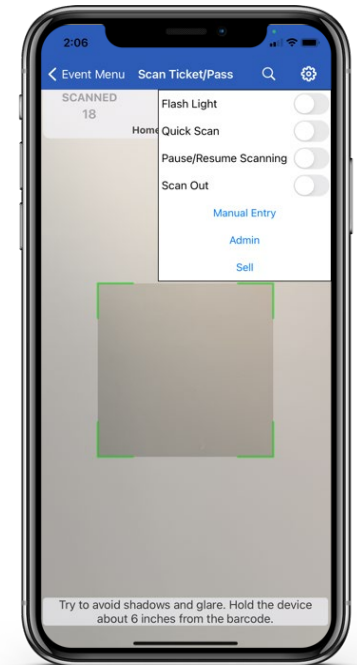 2:06
Event Menu Scan Ticket/Pass
SCANNED
18
Home
Flash Light
Quick Scan
Pause/Resume Scanning
Scan Out
Manual Entry
Admin
Sell
Try to avoid shadows and glare. Hold the device
about 6 inches from the barcode.